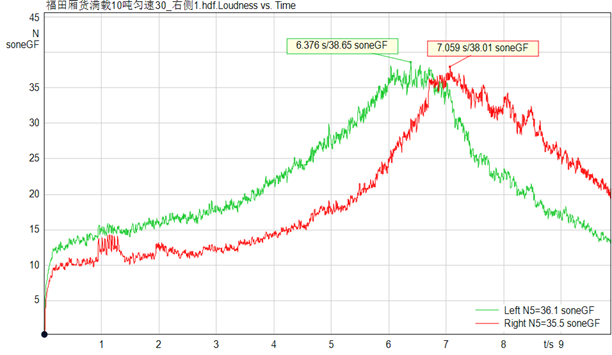 福田厢货满载10吨匀速30_右侧1.hdf.Loudness vs. Time
45
N
soneGF
6.376 s/38.65 soneGF
7.059 s/38.01 soneGF
35
30
25
20
15
10
5
Left N5=36.1 soneGF
Right N5=35.5 soneGF
1 2 3 4 5 6 7 8 t/s 9